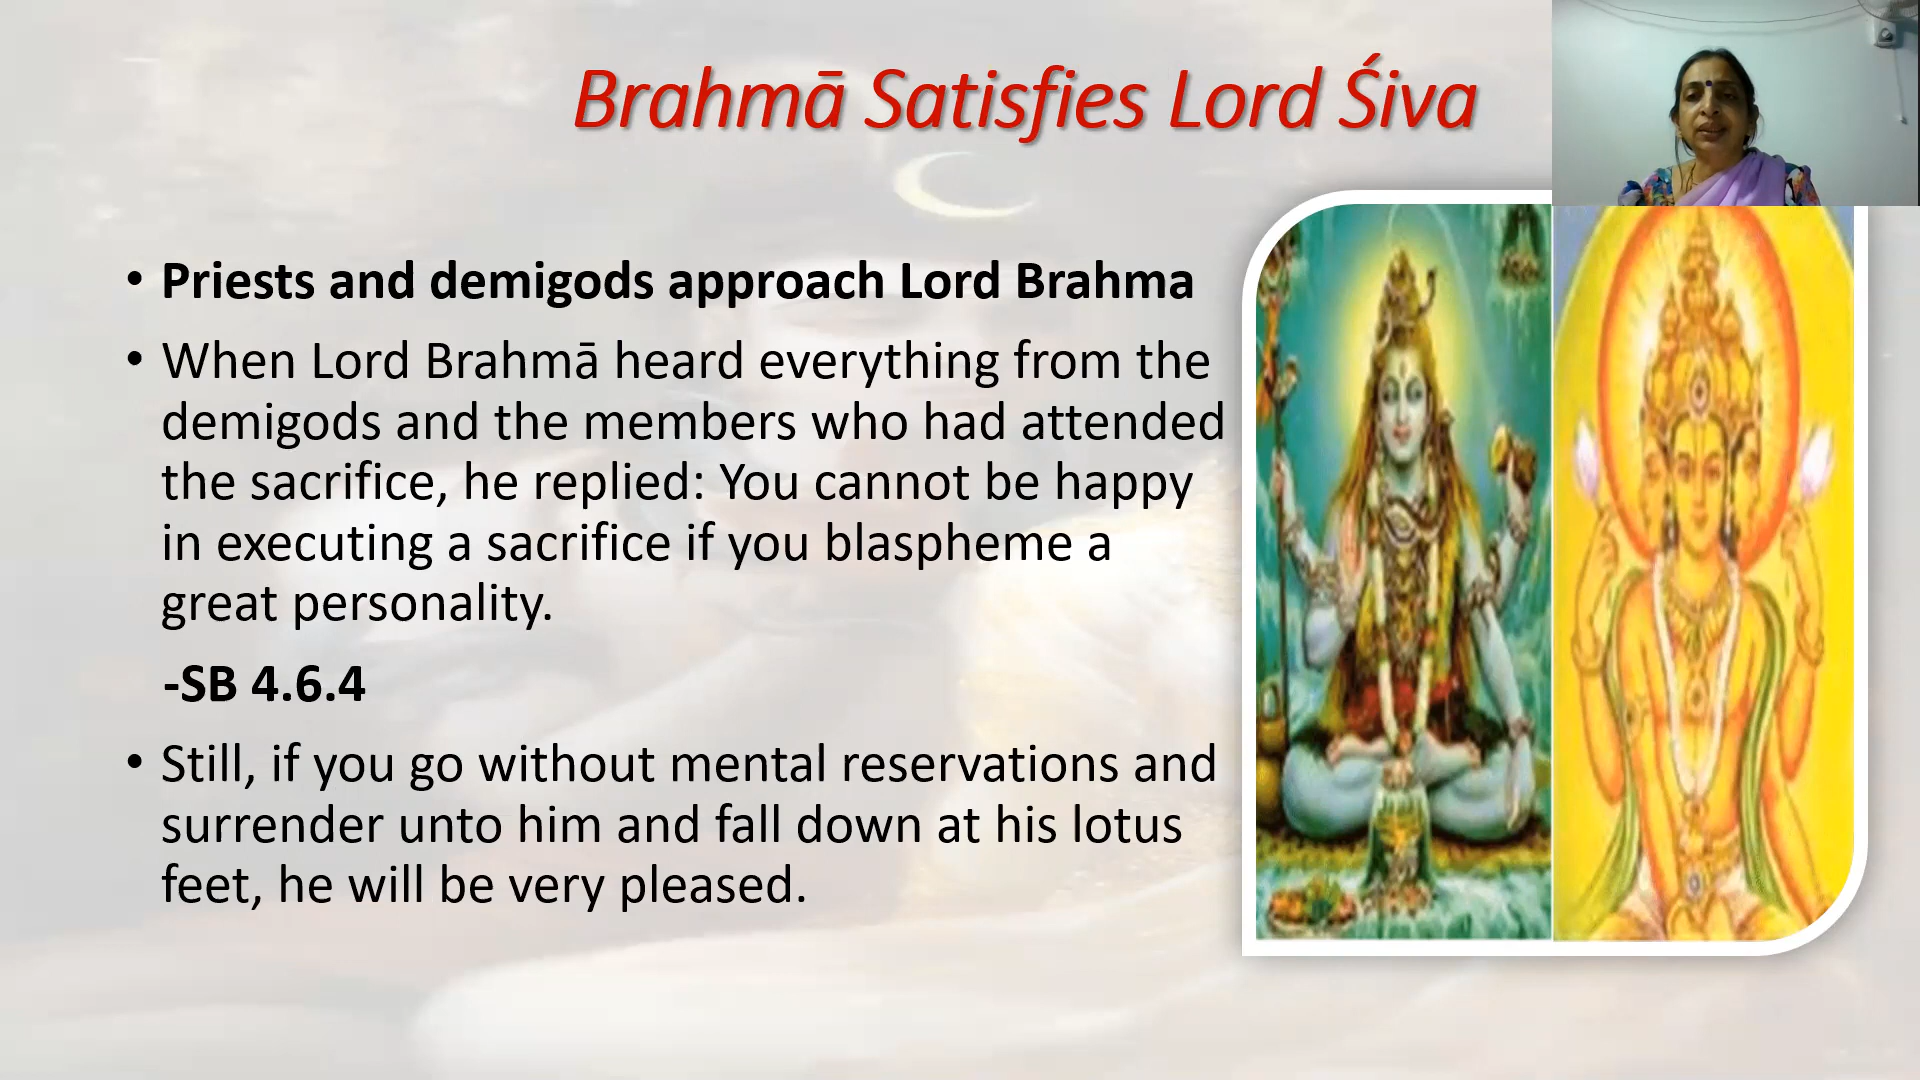 Brahmā Satisfies Lord Śiva
• Priests and demigods approach Lord Brahma
• When Lord Brahmā heard everything from the
demigods and the members who had attended
the sacrifice, he replied: You cannot be happy
in executing a sacrifice if you blaspheme a
great personality.
-SB 4.6.4
• Still, if you go without mental reservations and
surrender unto him and fall down at his lotus
feet, he will be very pleased.